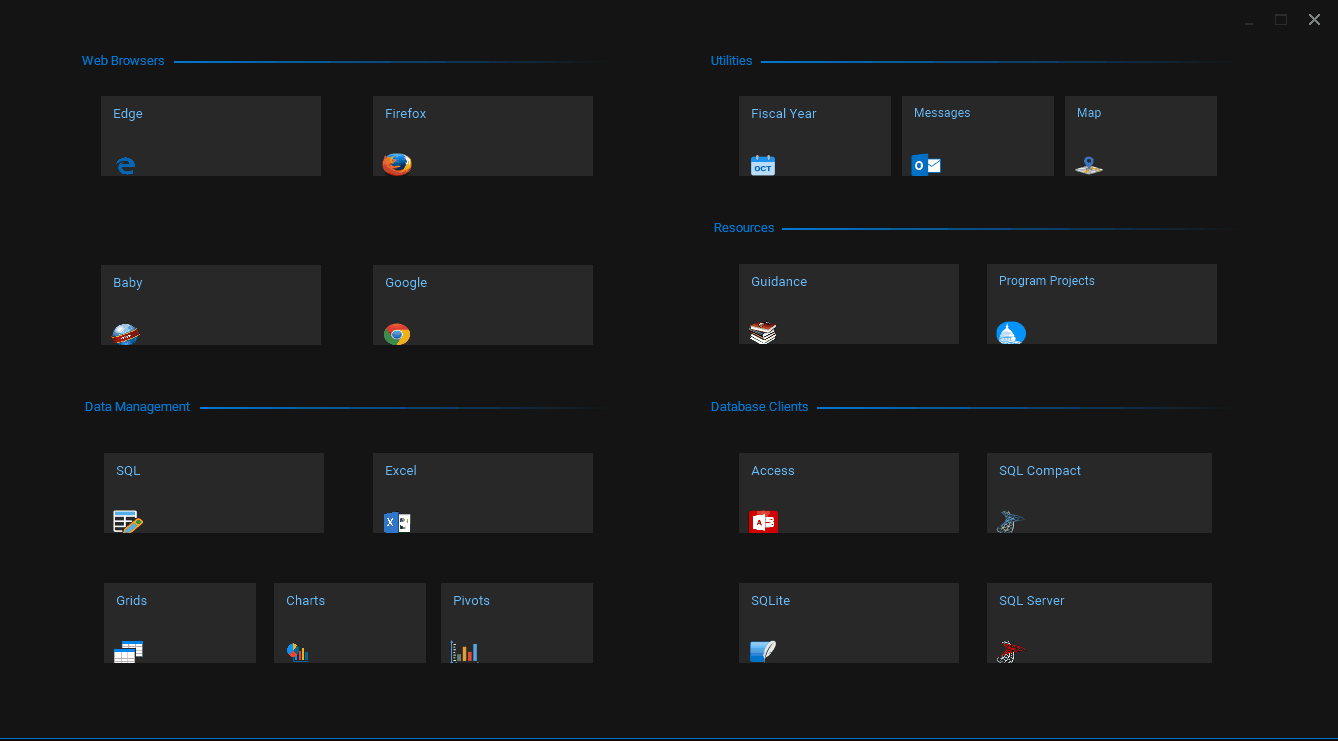 Web Browsers
Edge
Firefox
Baby
Google
Utilities
Fiscal Year
OCT
Messages
Map
Resources
Guidance
Program Projects
Data Management
SQL
Excel
X
Grids
Charts
Pivots
Database Clients
Access
A
SQL Compact
SQLite
SQL Server